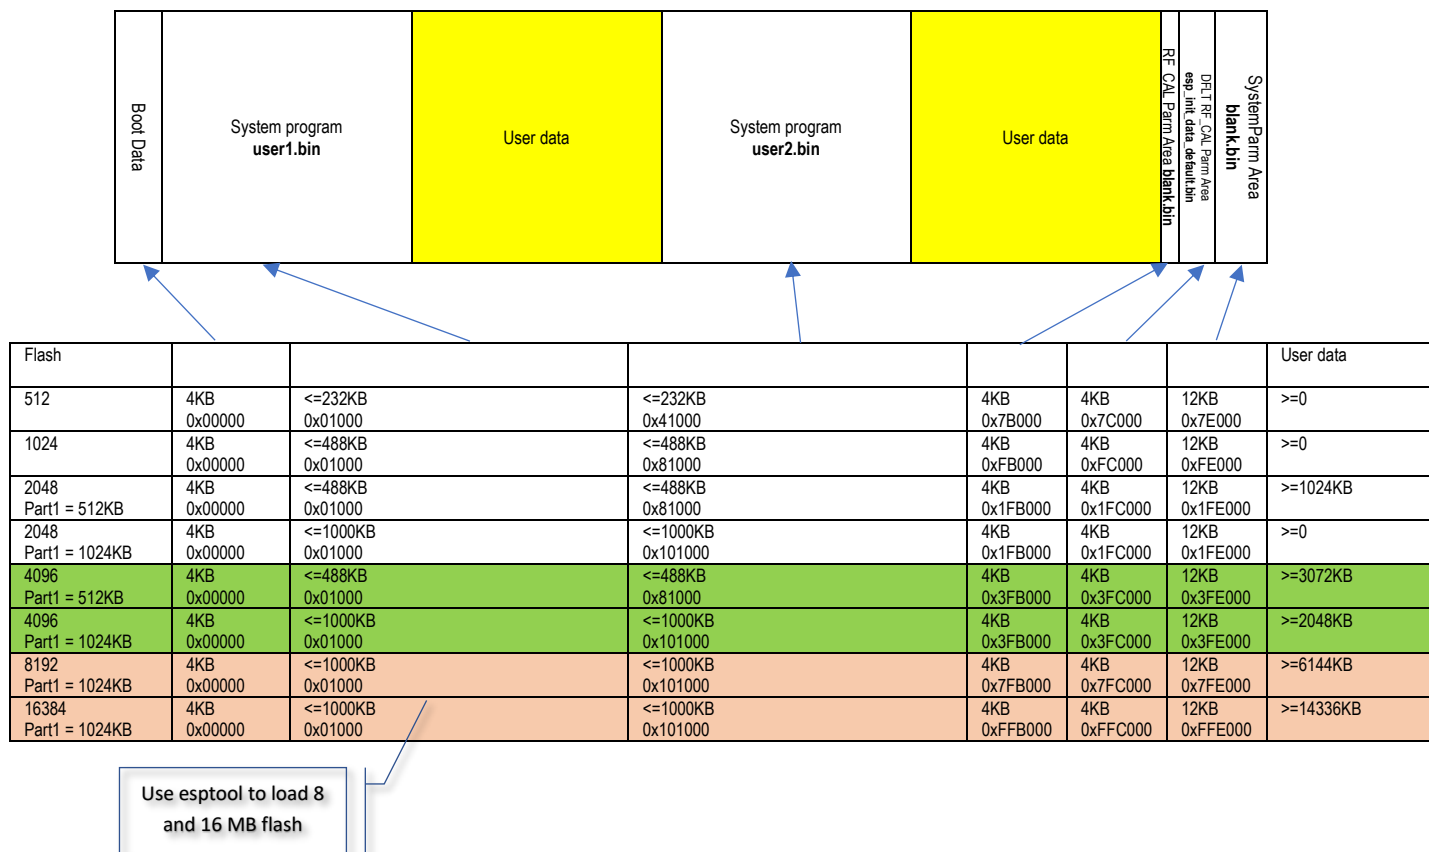 Boot Data
System program
user1.bin
User data
System program
user2.bin
User data
RF_CAL Parm Area blank.bin
DFLT RF_CAL Parm Area
esp_init_data_default.bin
SystemParm Area
blank.bin
Flash User data
512 4KB <=232KB <=232KB 4KB 4KB 12KB >=0
0x00000 0x01000 0x41000 0x7B000 0x7C000 0x7E000
1024 4KB <=488KB <=488KB 4KB 4KB 12KB >=0
0x00000 0x01000 0x81000 0xFB000 0xFC000 0xFE000
2048 4KB <=488KB <=488KB 4KB 4KB 12KB >=1024KB
Part1 = 512KB 0x00000 0x01000 0x81000 0x1FB000 0x1FC000 0x1FE000
2048 4KB <=1000KB <=1000KB 4KB 4KB 12KB >=0
Part1 = 1024KB 0x00000 0x01000 0x101000 0x1FB000 0x1FC000 0x1FE000
4096 4KB <=488KB <=488KB 4KB 4KB 12KB >=3072KB
Part1 = 512KB 0x00000 0x01000 0x81000 0x3FB000 0x3FC000 0x3FE000
4096 4KB <=1000KB <=1000KB 4KB 4KB 12KB >=2048KB
Part1 = 1024KB 0x00000 0x01000 0x101000 0x3FB000 0x3FC000 0x3FE000
8192 4KB <=1000KB <=1000KB 4KB 4KB 12KB >=6144KB
Part1 = 1024KB 0x00000 0x01000 0x101000 0x7FB000 0x7FC000 0x7FE000
16384 4KB <=1000KB <=1000KB 4KB 4KB 12KB >=14336KB
Part1 = 1024KB 0x00000 0x01000 0x101000 0xFFB000 0xFFC000 0xFFE000
Use esptool to load 8
and 16 MB flash